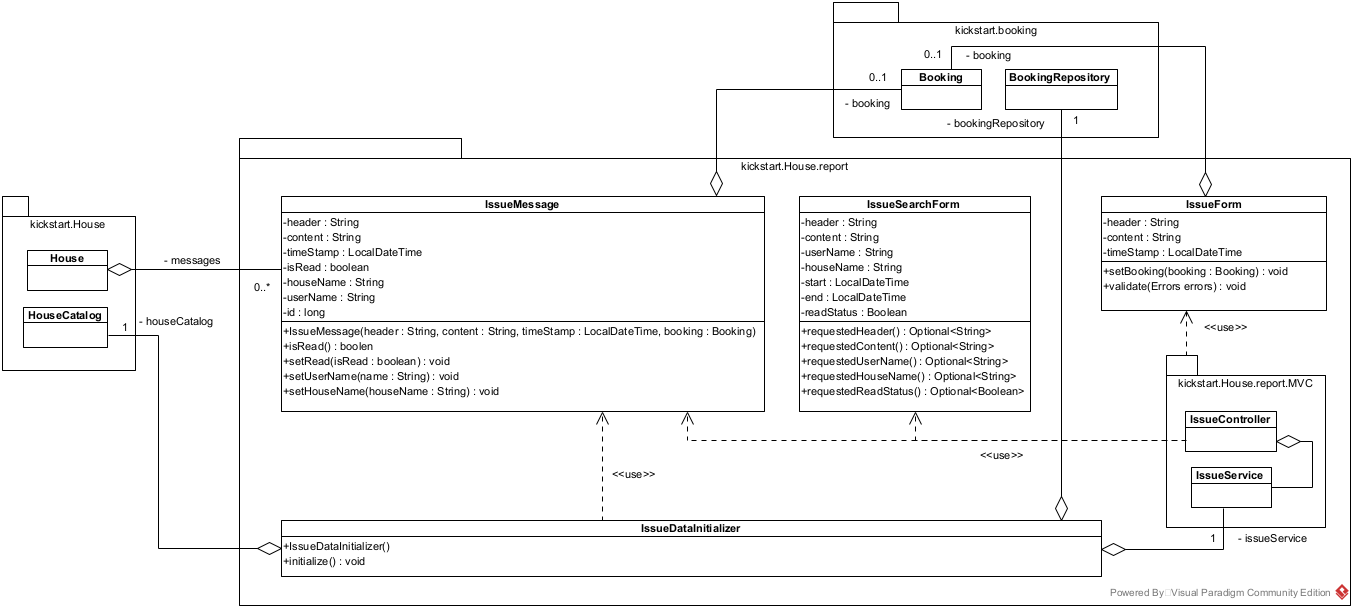 kickstart.booking
0..1
- booking
0..1
Booking
BookingRepository
- booking
- bookingRepository
1
kickstart.House.report
kickstart.House
House
- messages
0..*
HouseCatalog
1
- houseCatalog
IssueMessage
-header : String
-content : String
-timeStamp : LocalDateTime
-isRead : boolean
-houseName : String
-userName : String
-id : long
+IssueMessage(header : String, content : String, timeStamp : LocalDateTime, booking : Booking)
+isRead() : boolen
+setRead(isRead : boolean) : void
+setUserName(name : String) : void
+setHouseName(houseName : String) : void
IssueSearchForm
-header : String
-content : String
-userName : String
-houseName : String
-start : LocalDateTime
-end : LocalDateTime
-readStatus : Boolean
+requestedHeader() : Optional<String>
+requestedContent() : Optional<String>
+requestedUserName() : Optional<String>
+requestedHouseName() : Optional<String>
+requestedReadStatus() : Optional<Boolean>
IssueForm
-header : String
-content : String
-timeStamp : LocalDateTime
+setBooking(booking : Booking) : void
+validate(Errors errors) : void
<<use>>
kickstart.House.report.MVC
IssueController
IssueService
<<use>>
<<use>>
1
- issueService
IssueDataInitializer
+IssueDataInitializer()
+initialize() : void
Powered By Visual Paradigm Community Edition